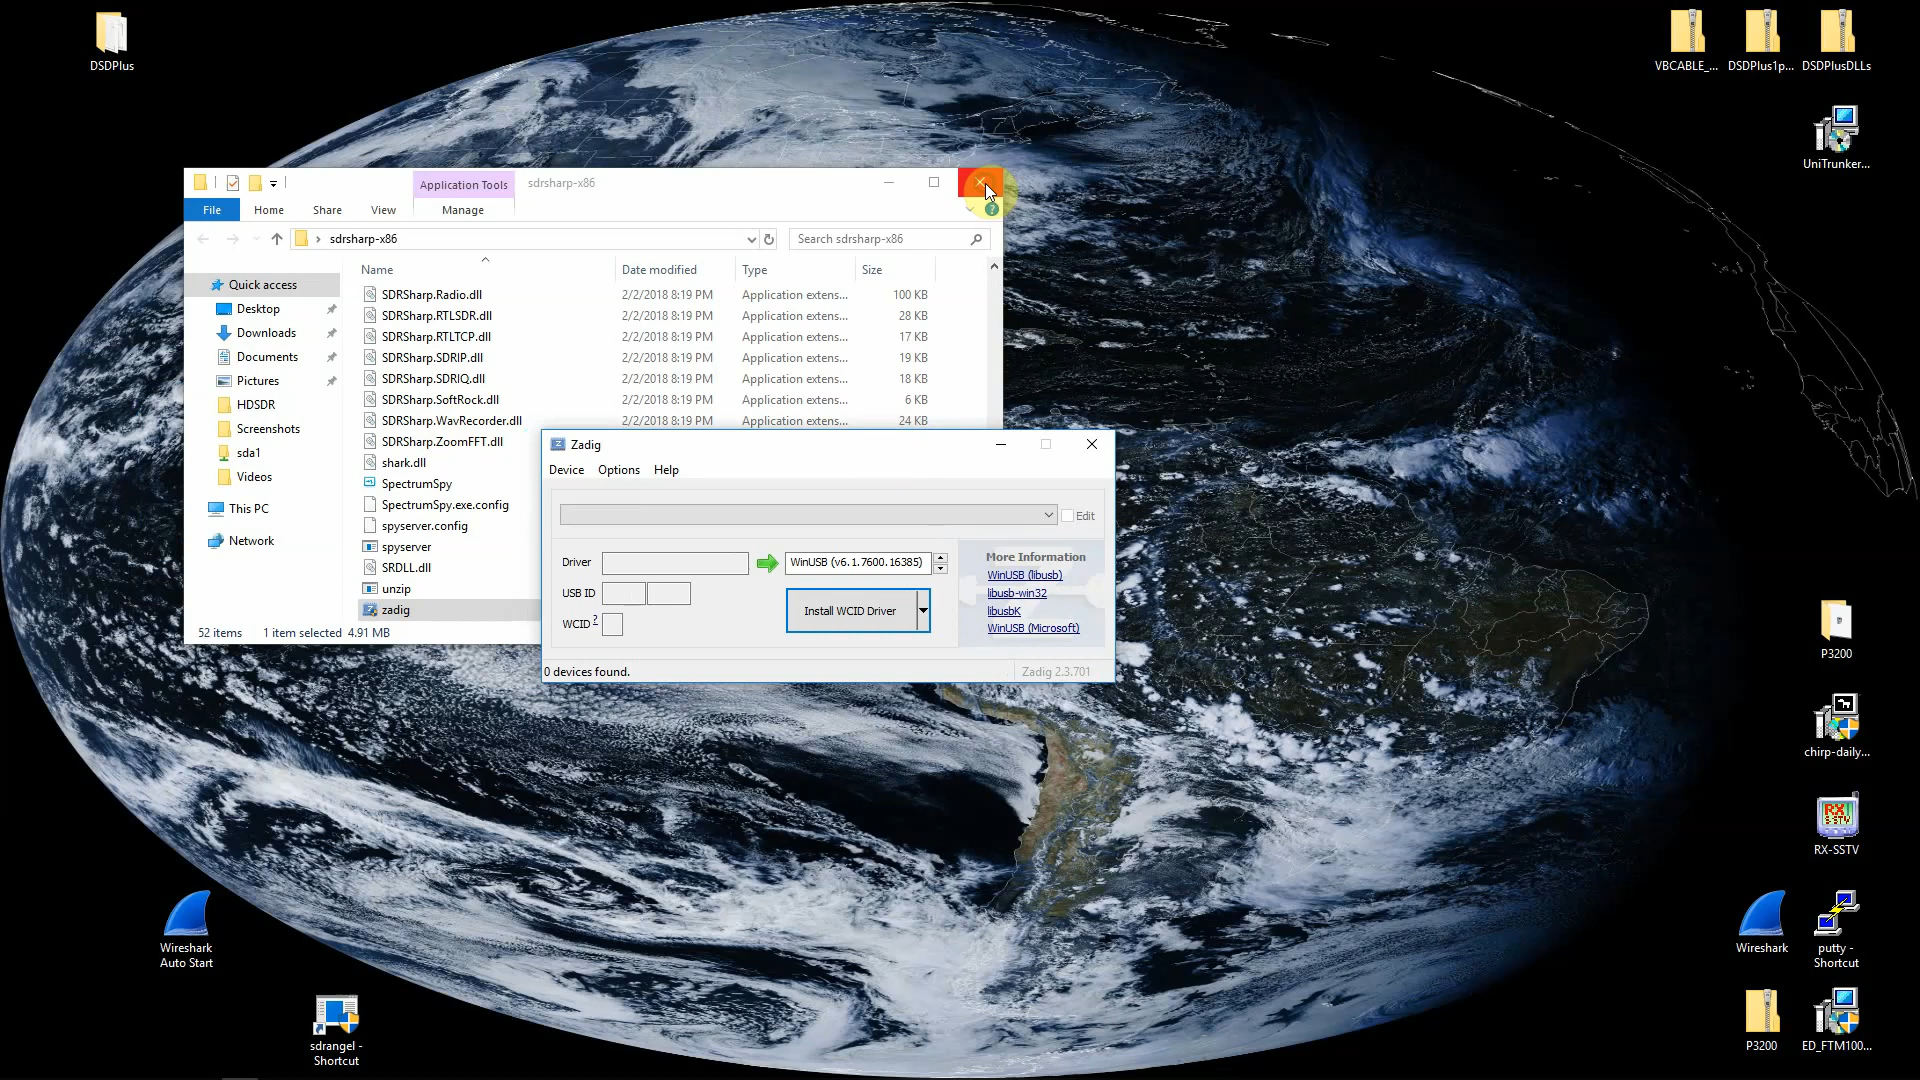 DSDPlus
VBCABLE_...
DSDPlus1p...
DSDPlusDLLs
UniTrunker...
Application Tools
sdrsharp-x86
File
Home
Share
View
Manage
sdrsharp-x86
Search sdrsharp-x86
Name
Date modified
Type
Size
Quick access
Desktop
Downloads
Documents
Pictures
HDSDR
Screenshots
sda1
Videos
This PC
Network
SDRSharp.Radio.dll 2/2/2018 8:19 PM Application extens... 100 KB
SDRSharp.RTLSDR.dll 2/2/2018 8:19 PM Application extens... 28 KB
SDRSharp.RTLTCP.dll 2/2/2018 8:19 PM Application extens... 17 KB
SDRSharp.SDRIP.dll 2/2/2018 8:19 PM Application extens... 19 KB
SDRSharp.SDRIQ.dll 2/2/2018 8:19 PM Application extens... 18 KB
SDRSharp.SoftRock.dll 2/2/2018 8:19 PM Application extens... 6 KB
SDRSharp.WavRecorder.dll 2/2/2018 8:19 PM Application extens... 24 KB
SDRSharp.ZoomFFT.dll
shark.dll
SpectrumSpy
SpectrumSpy.exe.config
spyserver.config
spyserver
SRDLL.dll
unzip
zadig
52 items 1 item selected 4.91 MB
Zadig
Device Options Help
Edit
Driver
WinUSB (v6.1.7600.16385)
USB ID
WCID ?
Install WCID Driver
More Information
WinUSB (libusb)
libusb-win32
libusbK
WinUSB (Microsoft)
0 devices found.
Zadig 2.3.701
P3200
chirp-daily...
RX
S-STV
RX-SSTV
Wireshark
Auto Start
Wireshark
putty -
Shortcut
sdrangel -
Shortcut
P3200
ED_FTM100...